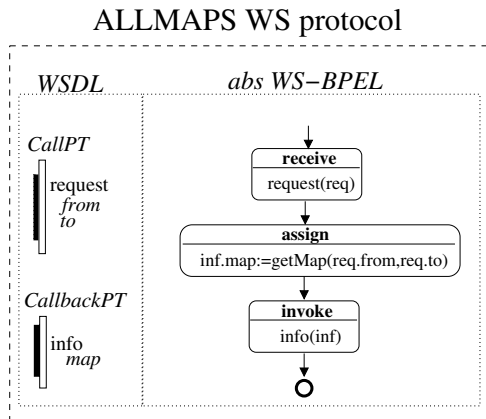 ALLMAPS WS protocol
WSDL
abs WS−BPEL
CallPT
request
from
to
CallbackPT
info
map
receive
request(req)
assign
inf.map:=getMap(req.from,req.to)
invoke
info(inf)